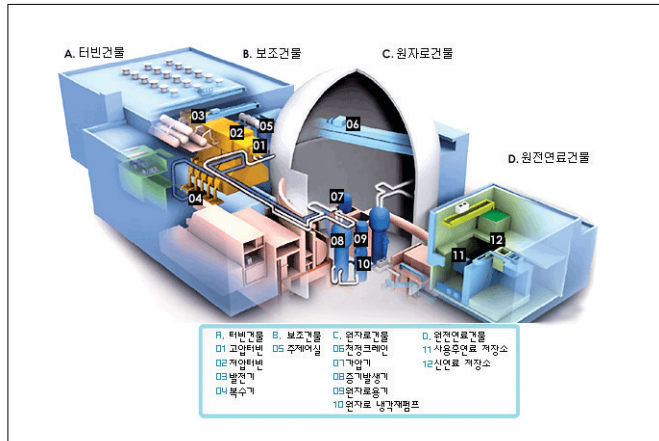 A. 터빈건물
B. 보조건물
C. 원자로건물
D. 원전연료건물
03
02
05
01
06
04
07
08
09
10
11
12
A. 터빈건물 B. 보조건물 C. 원자로건물 D. 원전연료건물
01 고압터빈 05 주제어실 06 천정크레인 11 사용후연료 저장소
02 저압터빈 07 가압기 12 신연료 저장소
03 발전기 08 증기발생기
04 복수기 09 원자로용기
10 원자로 냉각재펌프